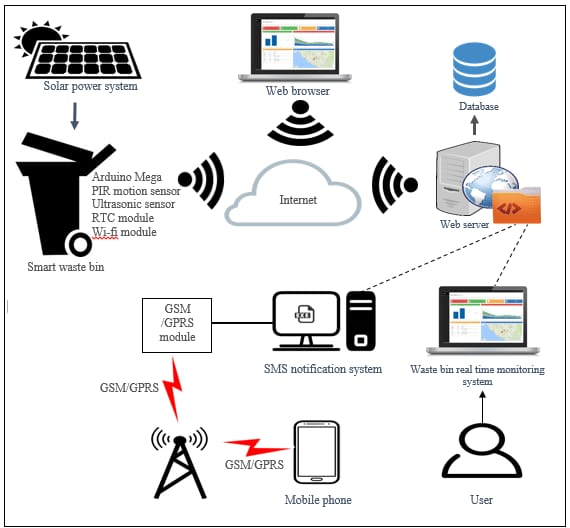 Solar power system
Web browser
Database
Arduino Mega
PIR motion sensor
Ultrasonic sensor
RTC module
Wi-fi module
Internet
Smart waste bin
Web server
GSM
/GPRS
module
SMS notification system
Waste bin real time monitoring
system
GSM/GPRS
GSM/GPRS
Mobile phone
User